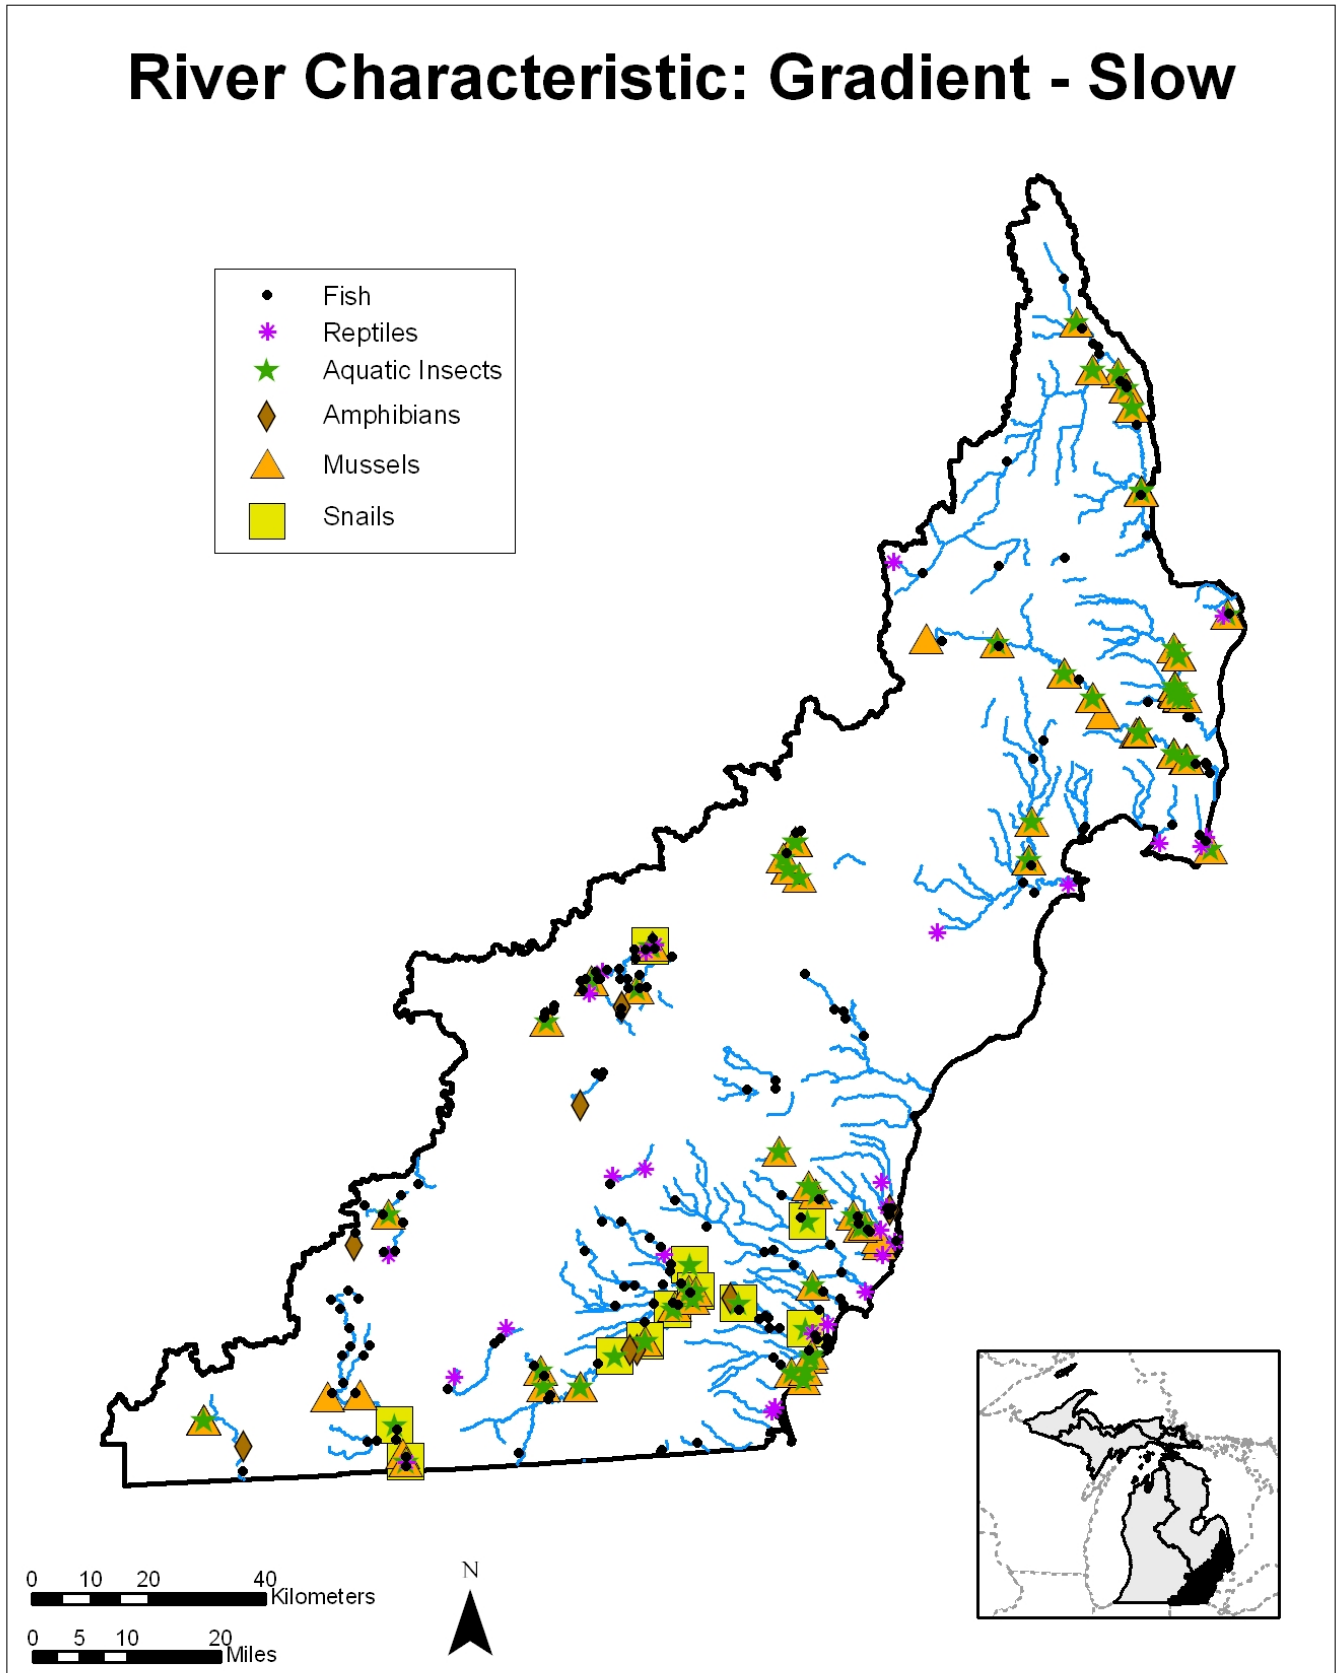 River Characteristic: Gradient - Slow
Fish
Reptiles
Aquatic Insects
Amphibians
Mussels
Snails
0 10 20 40
Kilometers
0 5 10 20
Miles
N